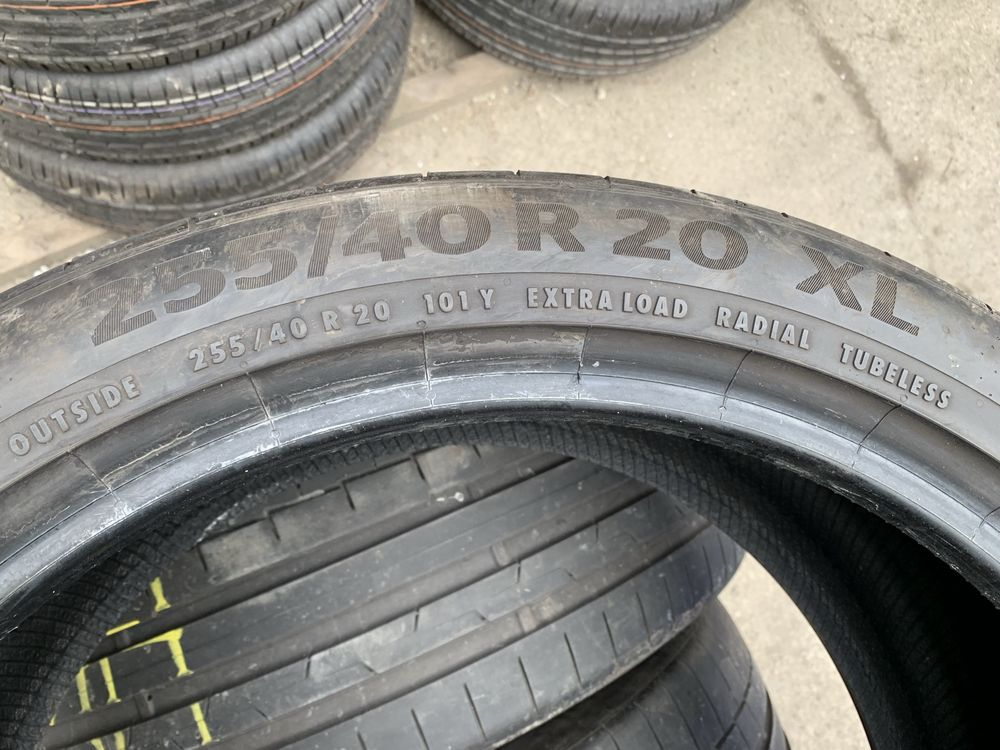 255/40 R 20 XL
OUTSIDE 255/40 R 20 101 Y EXTRA LOAD RADIAL TUBELESS